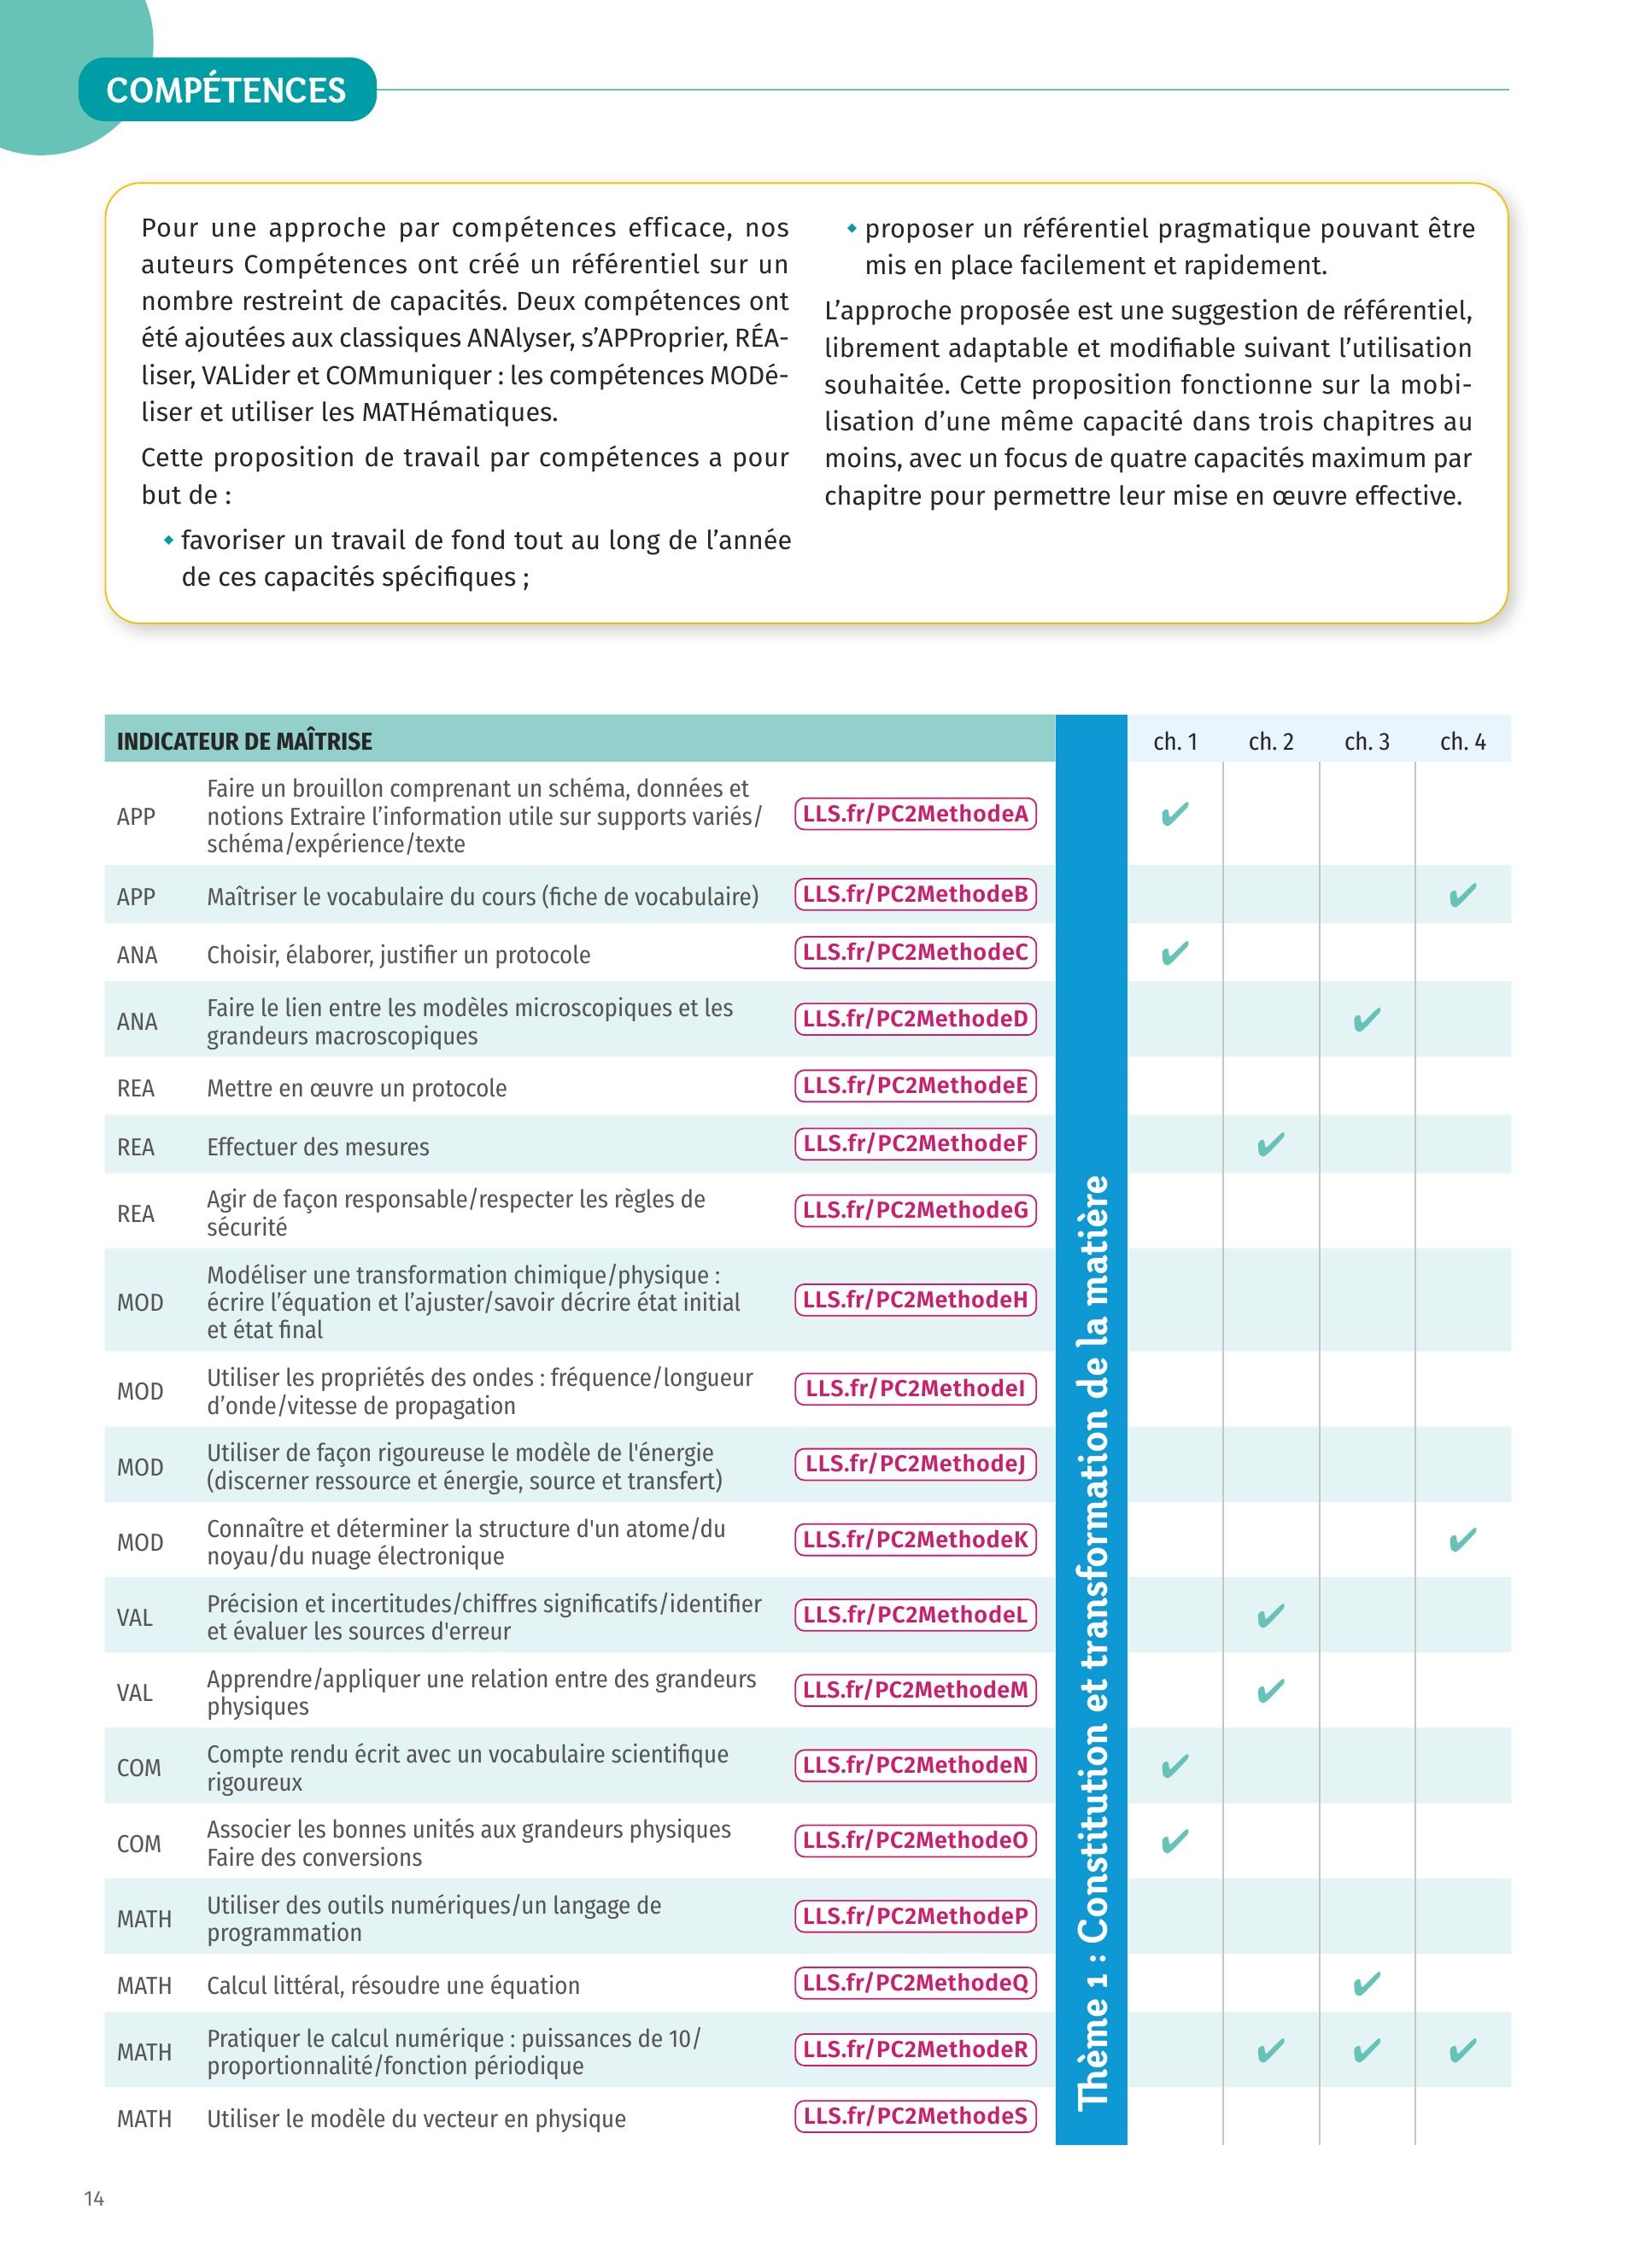 COMPÉTENCES
Pour une approche par compétences efficace, nos
auteurs Compétences ont créé un référentiel sur un
nombre restreint de capacités. Deux compétences ont
été ajoutées aux classiques ANAlyser, s’APProprier, RÉA-
liser, VALider et COMmuniquer : les compétences MODé-
liser et utiliser les MATHématiques.
Cette proposition de travail par compétences a pour
but de :
favoriser un travail de fond tout au long de l’année
de ces capacités spécifiques ;
proposer un référentiel pragmatique pouvant être
mis en place facilement et rapidement.
L’approche proposée est une suggestion de référentiel,
librement adaptable et modifiable suivant l’utilisation
souhaitée. Cette proposition fonctionne sur la mobi-
lisation d’une même capacité dans trois chapitres au
moins, avec un focus de quatre capacités maximum par
chapitre pour permettre leur mise en œuvre effective.
INDICATEUR DE MAÎTRISE ch. 1 ch. 2 ch. 3 ch. 4
Thème 1 : Constitution et transformation de la matière
Faire un brouillon comprenant un schéma, données et
APP notions Extraire l’information utile sur supports variés/ LLS.fr/PC2MethodeA ✔
schéma/expérience/texte
APP Maîtriser le vocabulaire du cours (fiche de vocabulaire) LLS.fr/PC2MethodeB ✔
ANA Choisir, élaborer, justifier un protocole LLS.fr/PC2MethodeC ✔
ANA Faire le lien entre les modèles microscopiques et les LLS.fr/PC2MethodeD ✔
grandeurs macroscopiques
REA Mettre en œuvre un protocole LLS.fr/PC2MethodeE
REA Effectuer des mesures LLS.fr/PC2MethodeF ✔
REA Agir de façon responsable/respecter les règles de LLS.fr/PC2MethodeG
sécurité
Modéliser une transformation chimique/physique :
MOD écrire l’équation et l’ajuster/savoir décrire état initial LLS.fr/PC2MethodeH
et état final
MOD Utiliser les propriétés des ondes : fréquence/longueur LLS.fr/PC2MethodeI
d’onde/vitesse de propagation
MOD Utiliser de façon rigoureuse le modèle de l'énergie LLS.fr/PC2MethodeJ
(discerner ressource et énergie, source et transfert)
MOD Connaître et déterminer la structure d'un atome/du LLS.fr/PC2MethodeK ✔
noyau/du nuage électronique
VAL Précision et incertitudes/chiffres significatifs/identifier LLS.fr/PC2MethodeL ✔
et évaluer les sources d'erreur
VAL Apprendre/appliquer une relation entre des grandeurs LLS.fr/PC2MethodeM ✔
physiques
COM Compte rendu écrit avec un vocabulaire scientifique LLS.fr/PC2MethodeN ✔
rigoureux
COM Associer les bonnes unités aux grandeurs physiques LLS.fr/PC2MethodeO ✔
Faire des conversions
MATH Utiliser des outils numériques/un langage de LLS.fr/PC2MethodeP
programmation
MATH Calcul littéral, résoudre une équation LLS.fr/PC2MethodeQ ✔
MATH Pratiquer le calcul numérique : puissances de 10/ LLS.fr/PC2MethodeR ✔ ✔ ✔
proportionnalité/fonction périodique
MATH Utiliser le modèle du vecteur en physique LLS.fr/PC2MethodeS
14